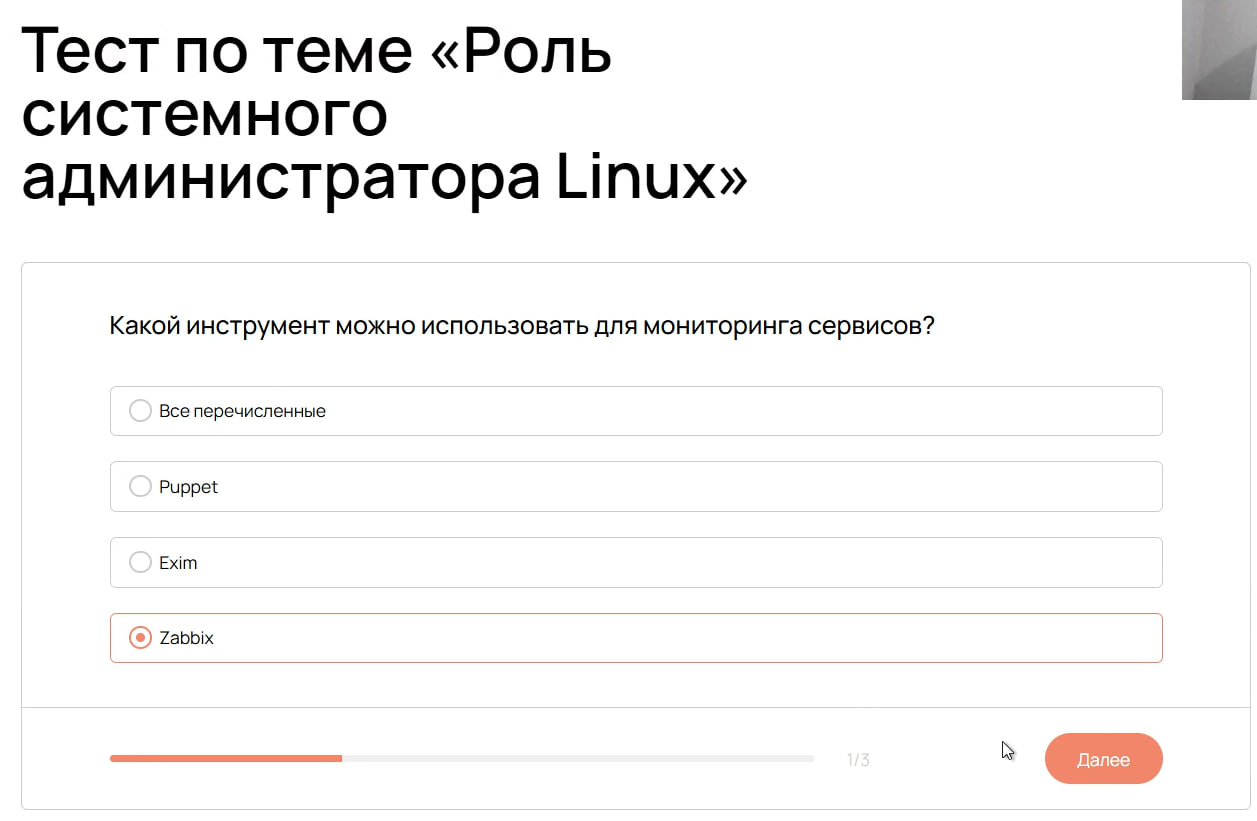 Тест по теме «Роль
системного
администратора Linux»
Какой инструмент можно использовать для мониторинга сервисов?
Все перечисленные
Puppet
Exim
Zabbix
1/3
Далее